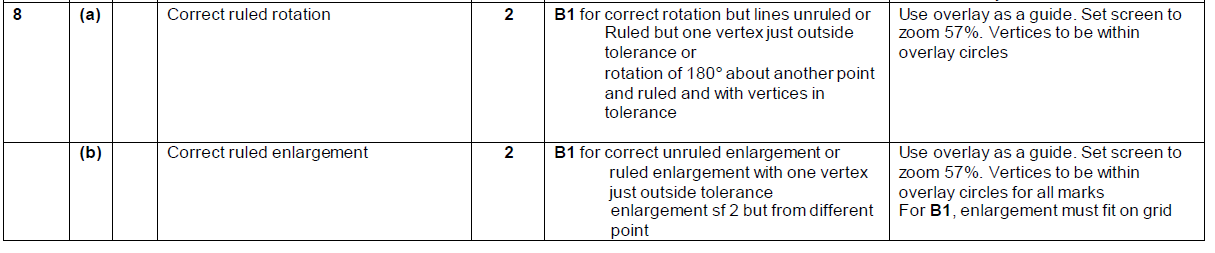 8 (a) Correct ruled rotation 2 B1 for correct rotation but lines unruled or Use overlay as a guide. Set screen to
Ruled but one vertex just outside zoom 57%. Vertices to be within
tolerance or overlay circles
rotation of 180° about another point
and ruled and with vertices in
tolerance
(b) Correct ruled enlargement 2 B1 for correct unruled enlargement or Use overlay as a guide. Set screen to
ruled enlargement with one vertex zoom 57%. Vertices to be within
just outside tolerance overlay circles for all marks
enlargement sf 2 but from different For B1, enlargement must fit on grid
point